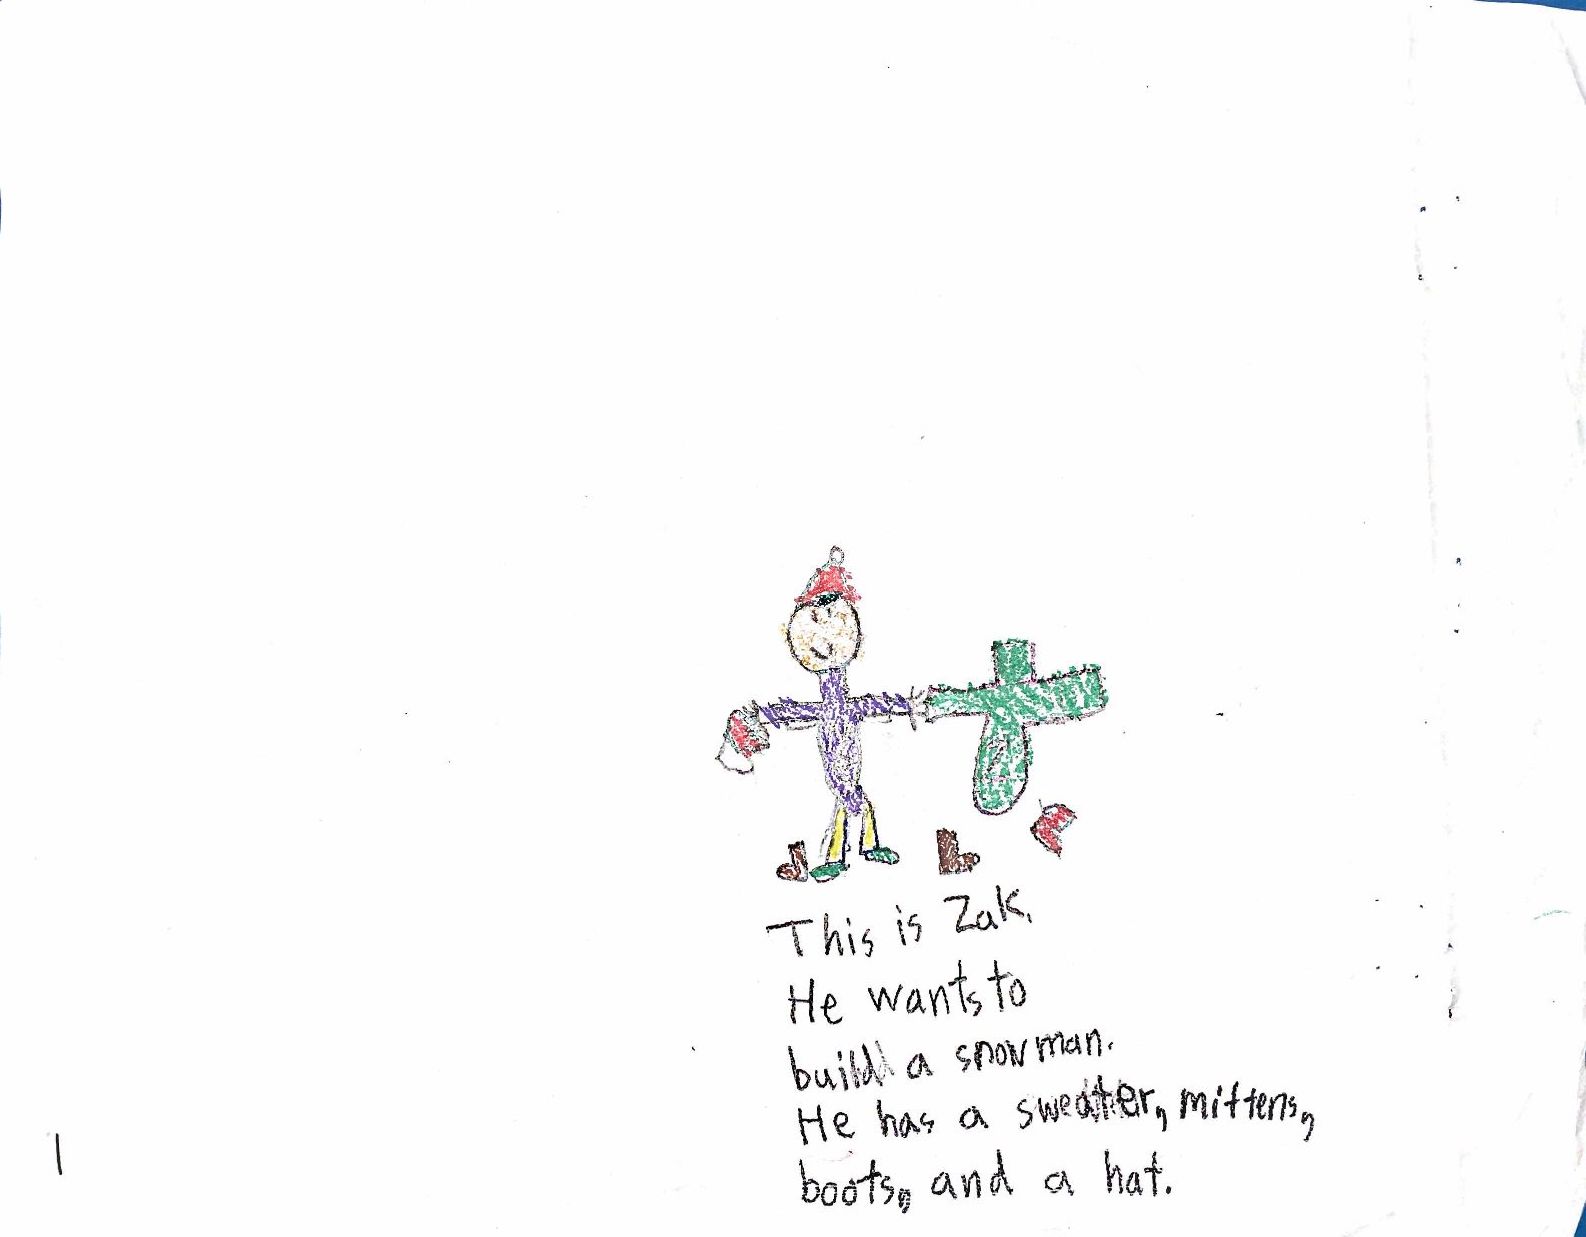 This is Zak.
He wants to
build a snowman.
He has a sweater, mittens,
boots, and a hat.
1